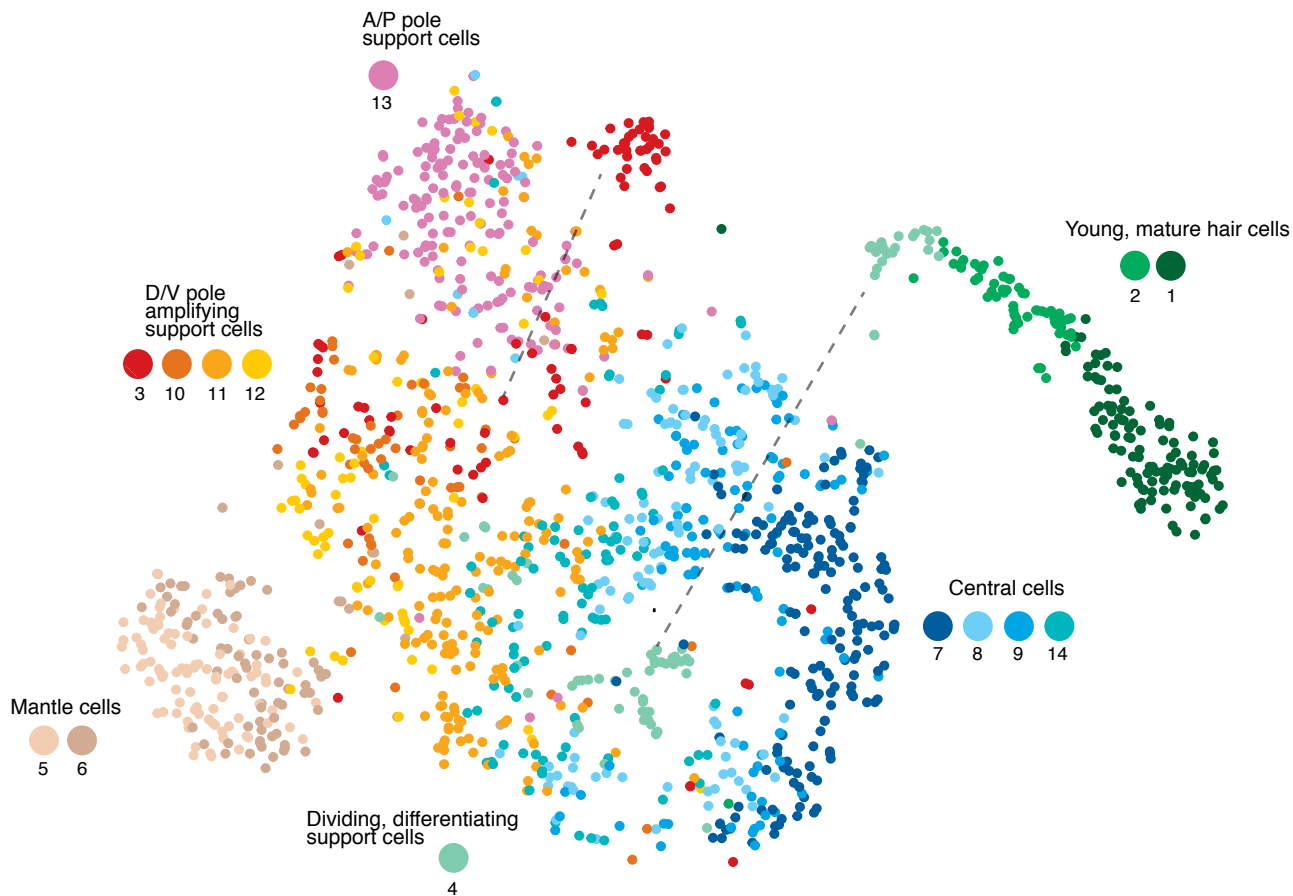 A/P pole
support cells
13
Young, mature hair cells
2 1
D/V pole
amplifying
support cells
3 10 11 12
Central cells
7 8 9 14
Mantle cells
5 6
Dividing, differentiating
support cells
4